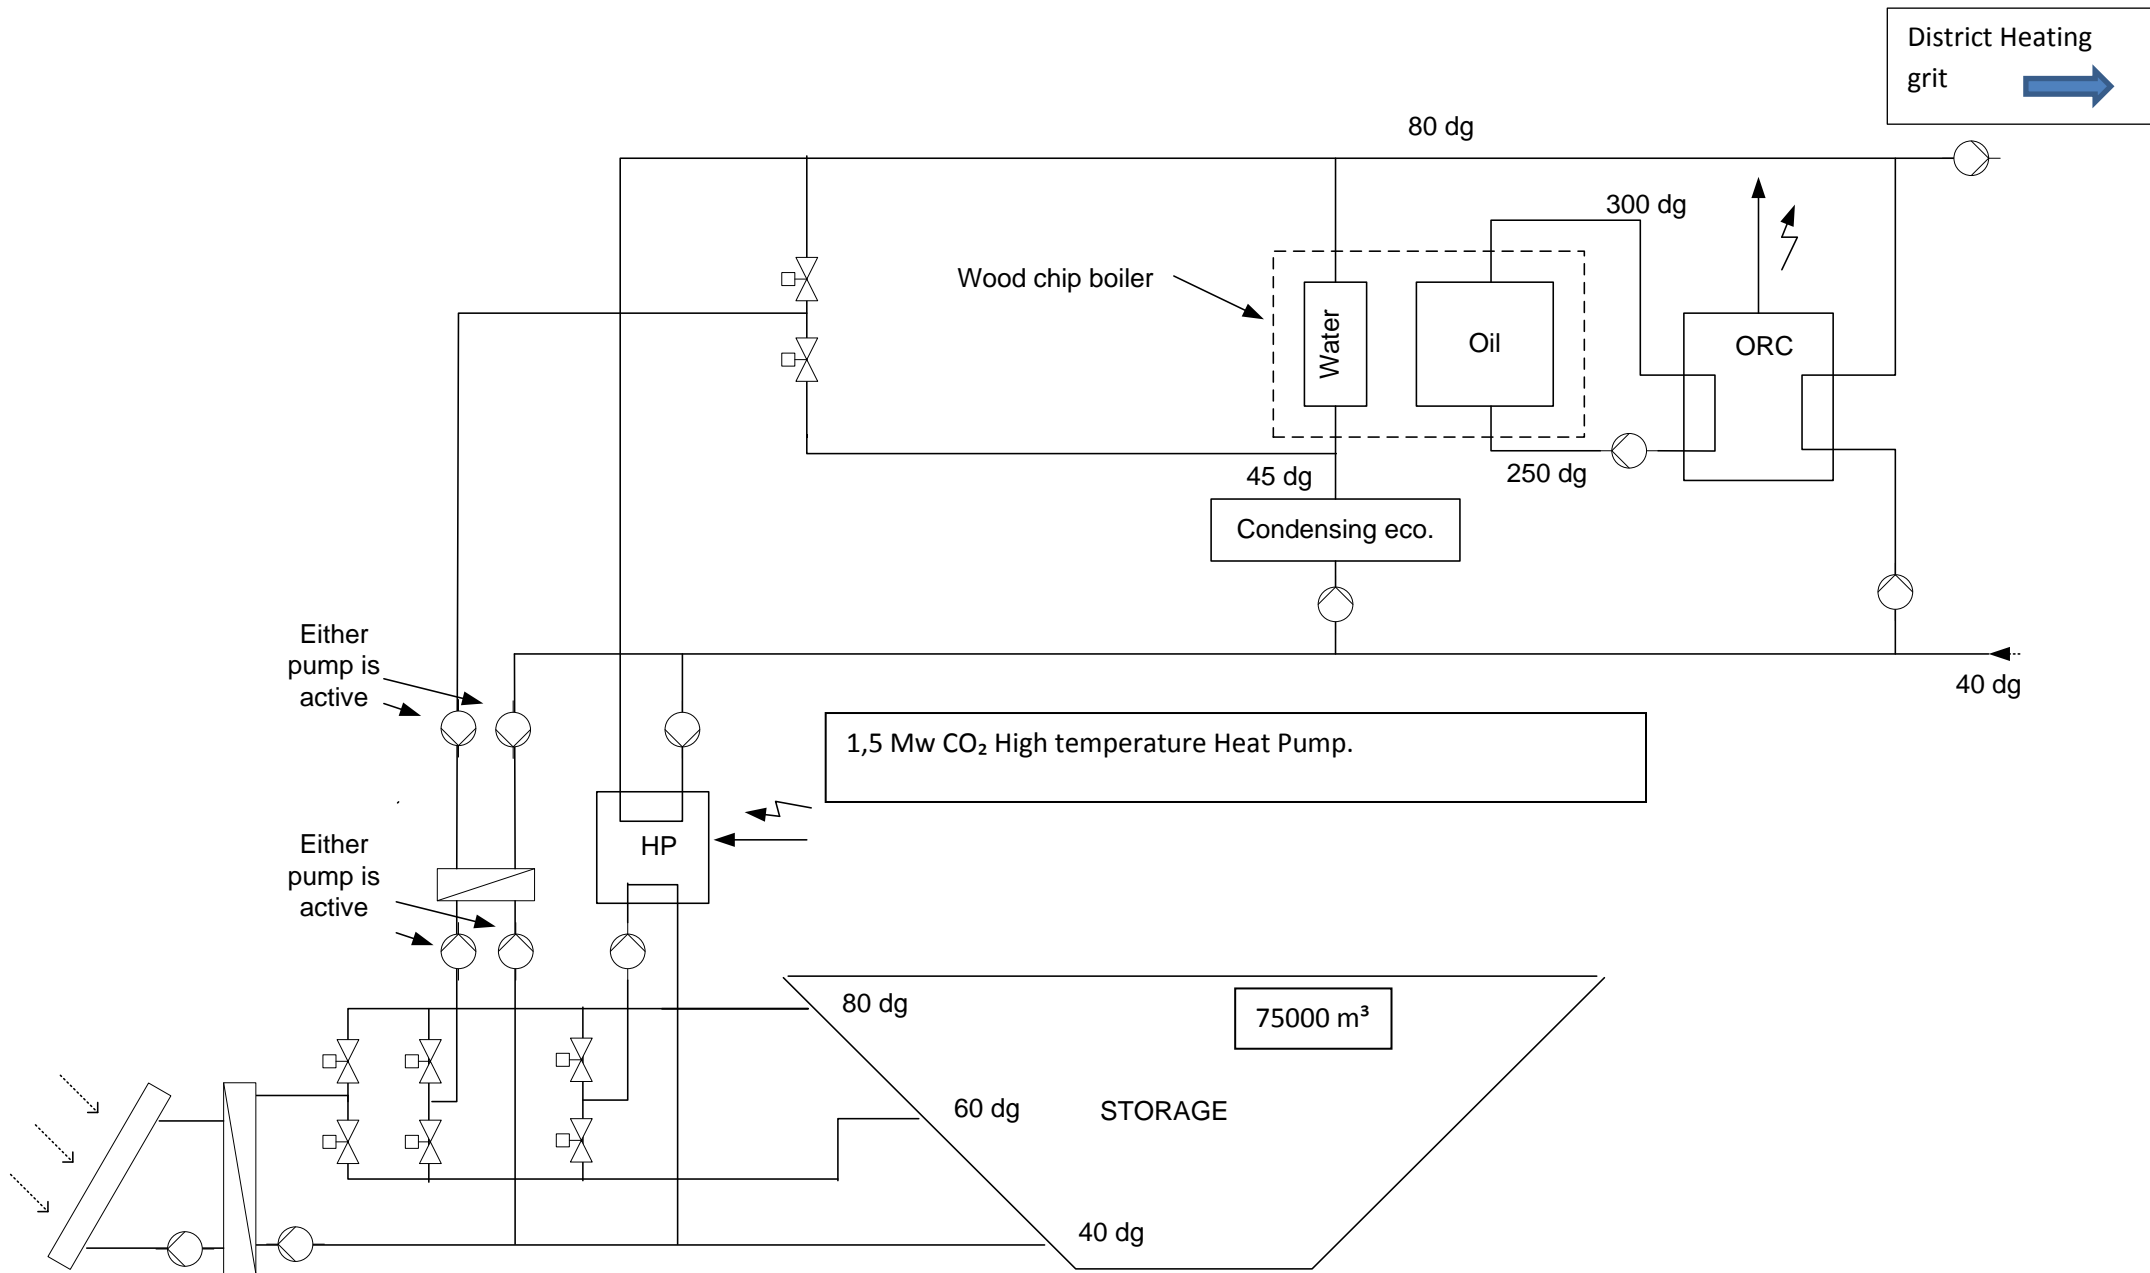 District Heating
grit
80 dg
300 dg
Wood chip boiler
Water
Oil
ORC
45 dg
250 dg
Condensing eco.
Either
pump is
active
40 dg
1,5 Mw CO₂ High temperature Heat Pump.
HP
Either
pump is
active
80 dg
75000 m³
60 dg
STORAGE
40 dg